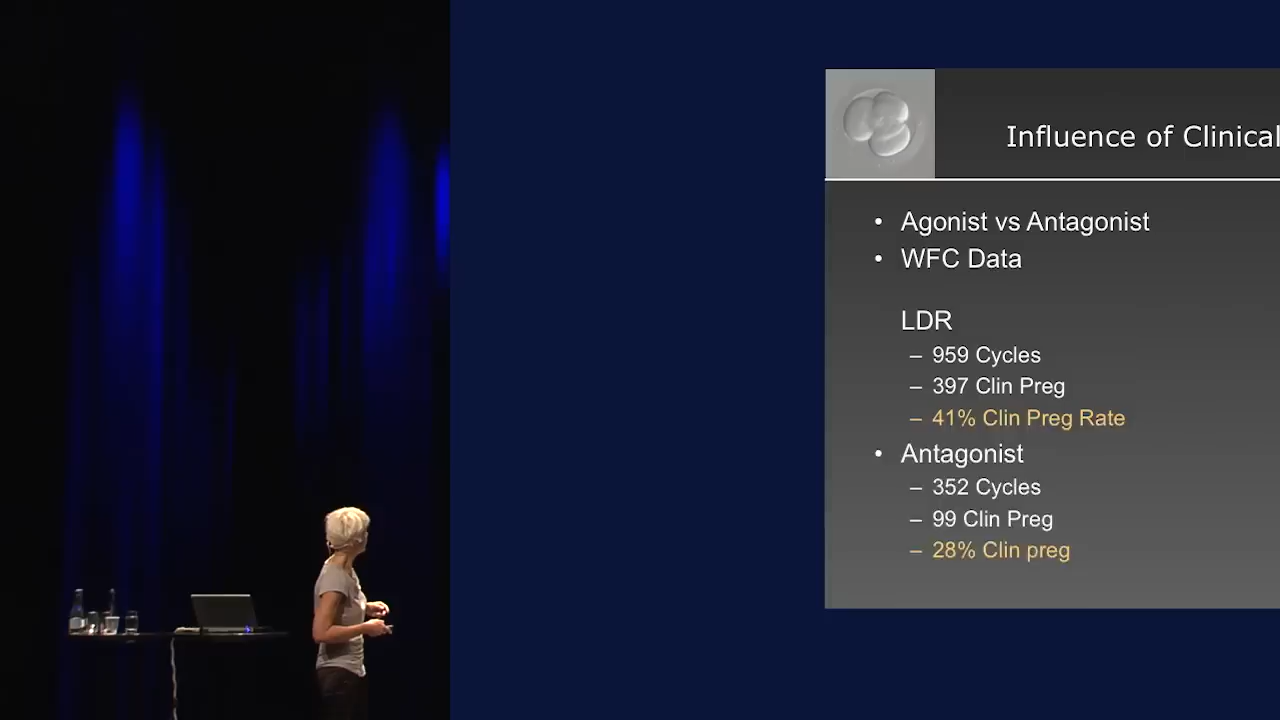 Influence of Clinical
• Agonist vs Antagonist
• WFC Data
LDR
– 959 Cycles
– 397 Clin Preg
– 41% Clin Preg Rate
• Antagonist
– 352 Cycles
– 99 Clin Preg
– 28% Clin preg